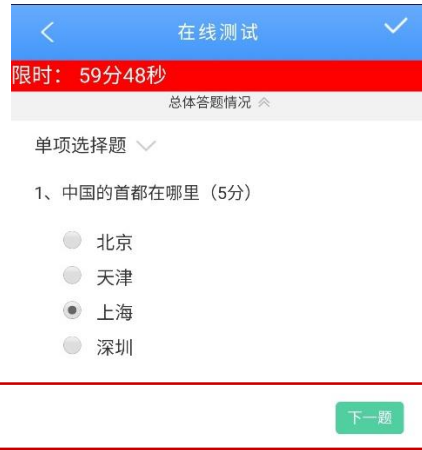 在线测试
限时： 59分48秒
总体答题情况
单项选择题
1、中国的首都在哪里（5分）
北京
天津
上海
深圳
下一题